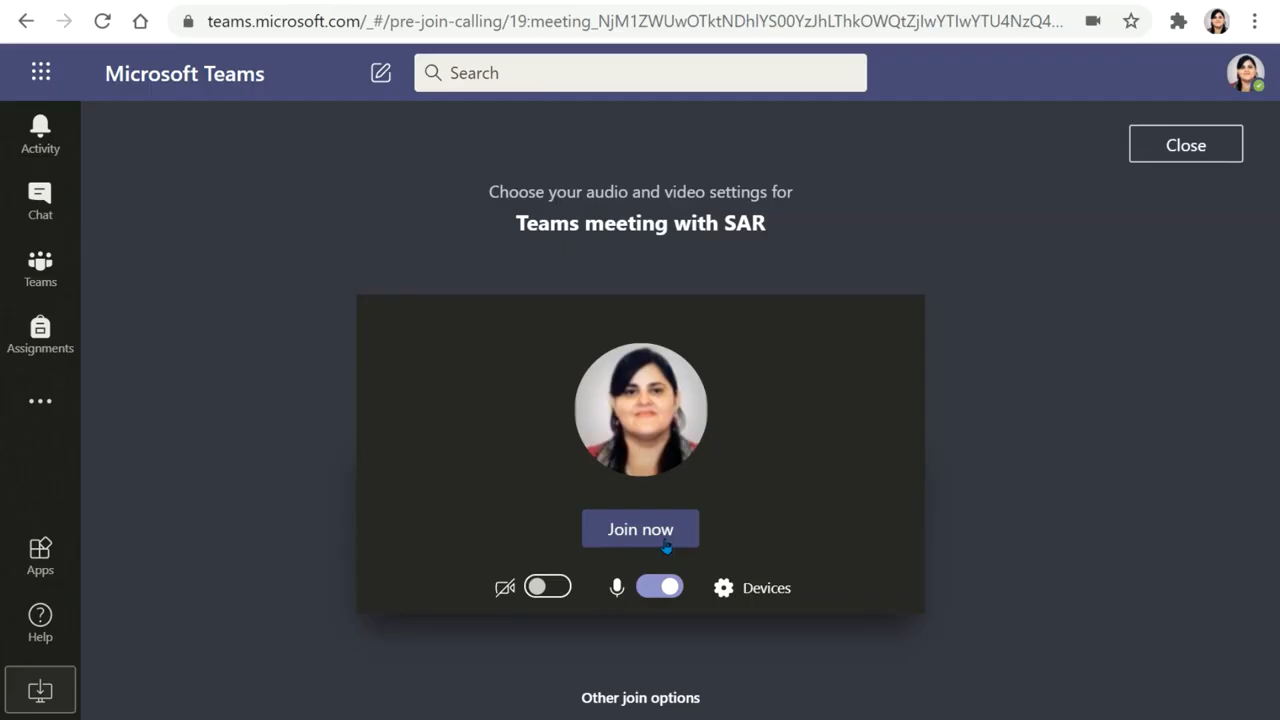 teams.microsoft.com/_#/pre-join-calling/19:meeting_NjM1ZWUwOTktNDhlYS00YzJhLThkOWQtZjlwYTIwYTU4NzQ4...
Microsoft Teams
Search
Activity
Chat
Teams
Assignments
Apps
Help
Close
Choose your audio and video settings for
Teams meeting with SAR
Join now
Devices
Other join options